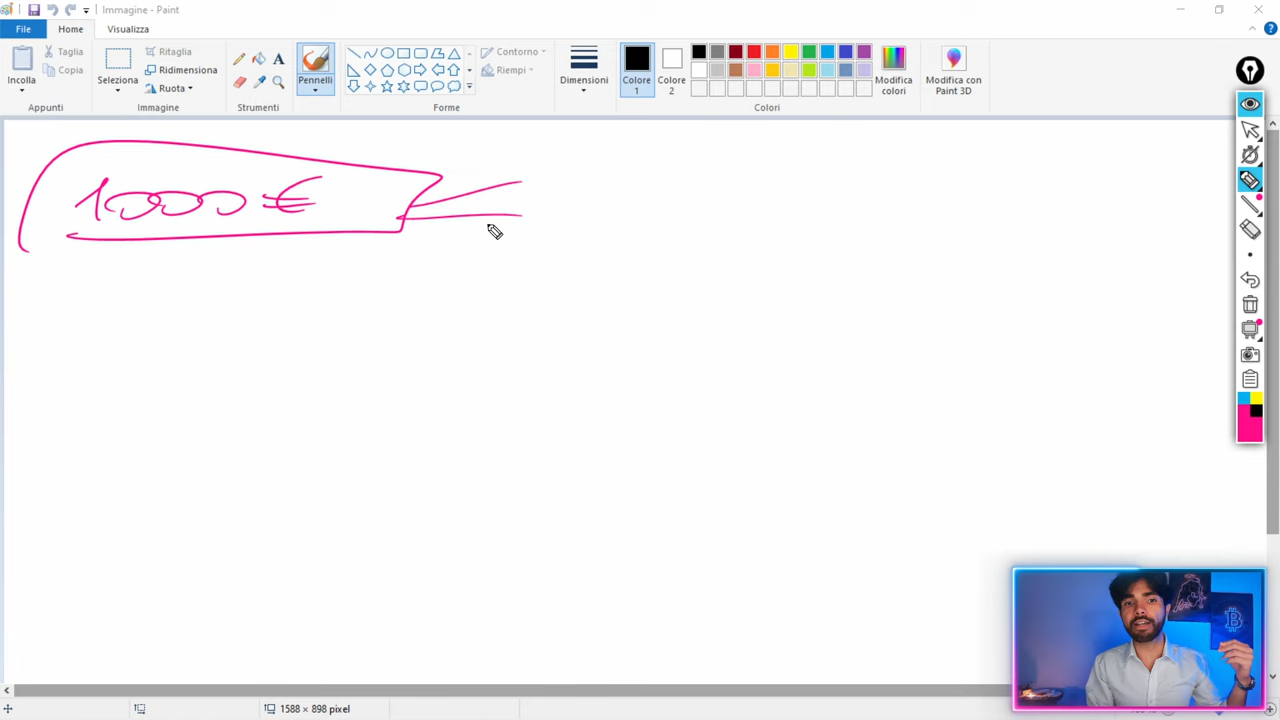 Immagine - Paint
File Home Visualizza
Incolla
Taglia
Copia
Appunti
Seleziona
Ritaglia
Ridimensiona
Ruota
Immagine
Strumenti
Pennelli
Contorno
Riempi
Forme
Dimensioni
Colore 1
Colore 2
Modifica colori
Colori
Modifica con Paint 3D
1000 €
1588 × 898 pixel